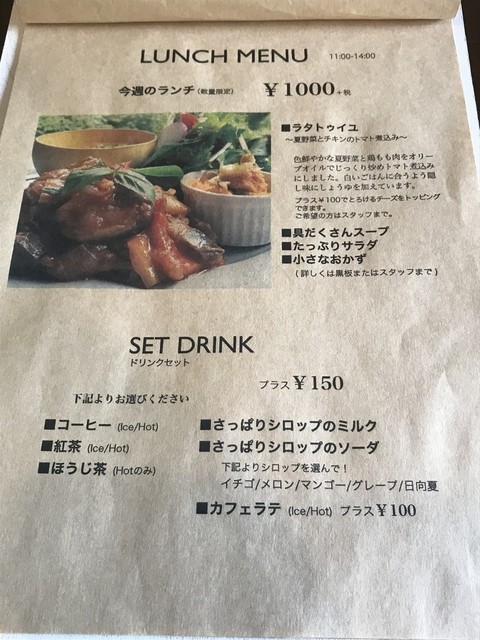 LUNCH MENU 11:00-14:00
今週のランチ(数量限定) ¥1000+税
■ラタトゥイユ
〜夏野菜とチキンのトマト煮込み〜
色鮮やかな夏野菜と鶏もも肉をオリー
ブオイルでじっくり炒めトマト煮込み
にしました。白いごはんに合うよう隠
し味にしょうゆを加えています。
プラス¥100でとろけるチーズをトッピング
できます。
ご希望の方はスタッフまで。
■具だくさんスープ
■たっぷりサラダ
■小さなおかず
(詳しくは黒板またはスタッフまで)
SET DRINK
ドリンクセット
プラス¥150
下記よりお選びください
■コーヒー (Ice/Hot)
■紅茶 (Ice/Hot)
■ほうじ茶 (Hotのみ)
■さっぱりシロップのミルク
■さっぱりシロップのソーダ
下記よりシロップを選んで!
イチゴ/メロン/マンゴー/グレープ/日向夏
■カフェラテ (Ice/Hot) プラス¥100